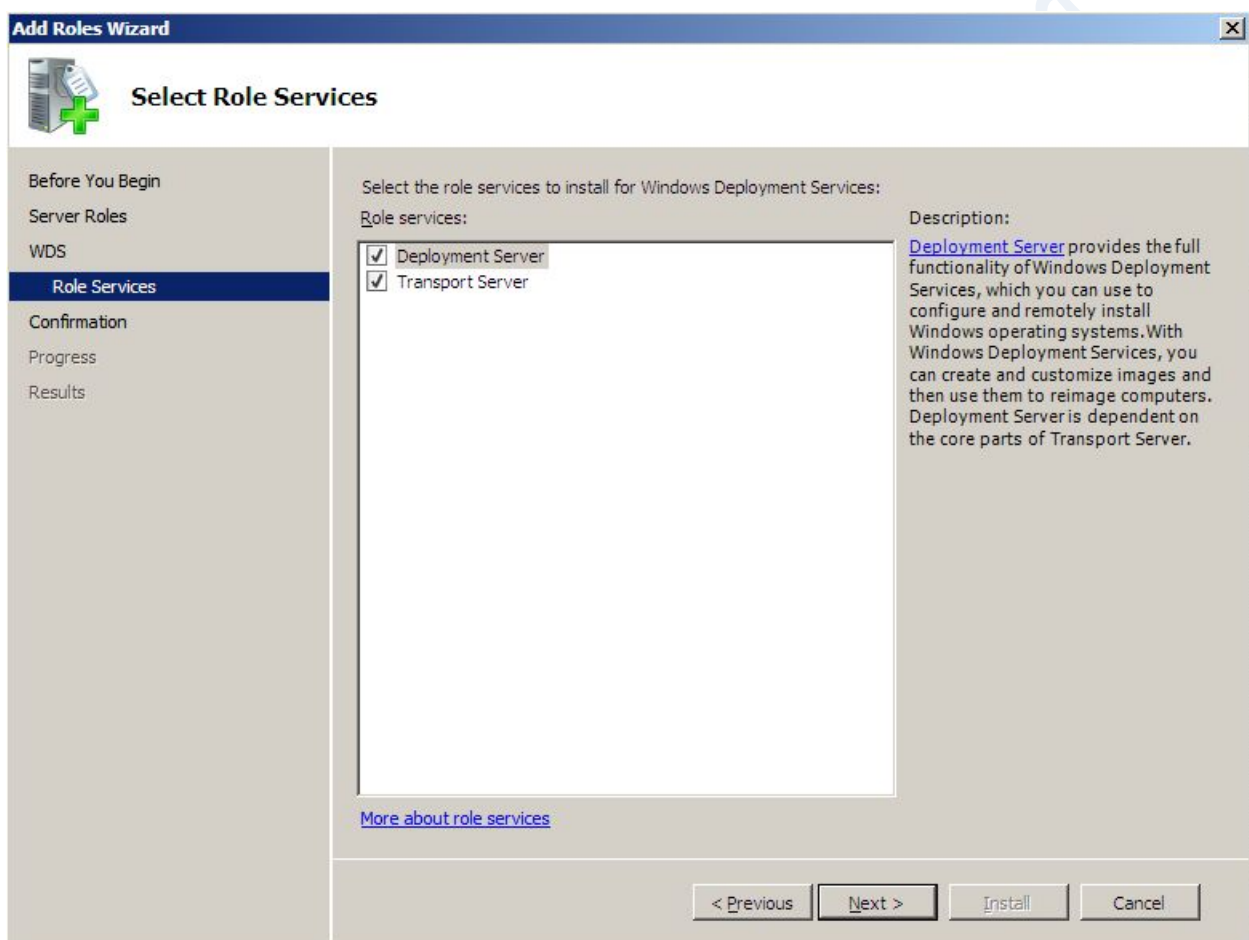 Add Roles Wizard
Select Role Services
Before You Begin
Server Roles
WDS
Role Services
Confirmation
Progress
Results
Select the role services to install for Windows Deployment Services:
Role services:
Deployment Server
Transport Server
More about role services
Description:
Deployment Server provides the full
functionality of Windows Deployment
Services, which you can use to
configure and remotely install
Windows operating systems.With
Windows Deployment Services, you
can create and customize images and
then use them to reimage computers.
Deployment Server is dependent on
the core parts of Transport Server.
< Previous
Next >
Install
Cancel